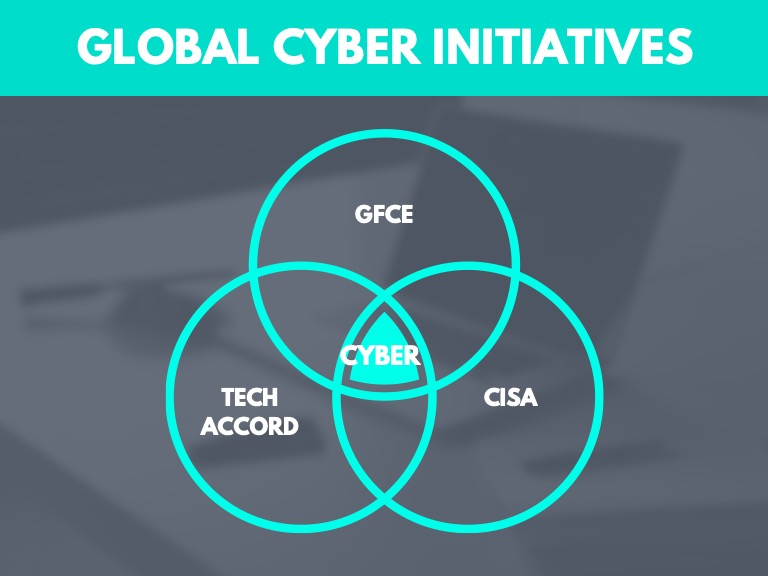 GLOBAL CYBER INITIATIVES
GFCE
CYBER
TECH
ACCORD
CISA